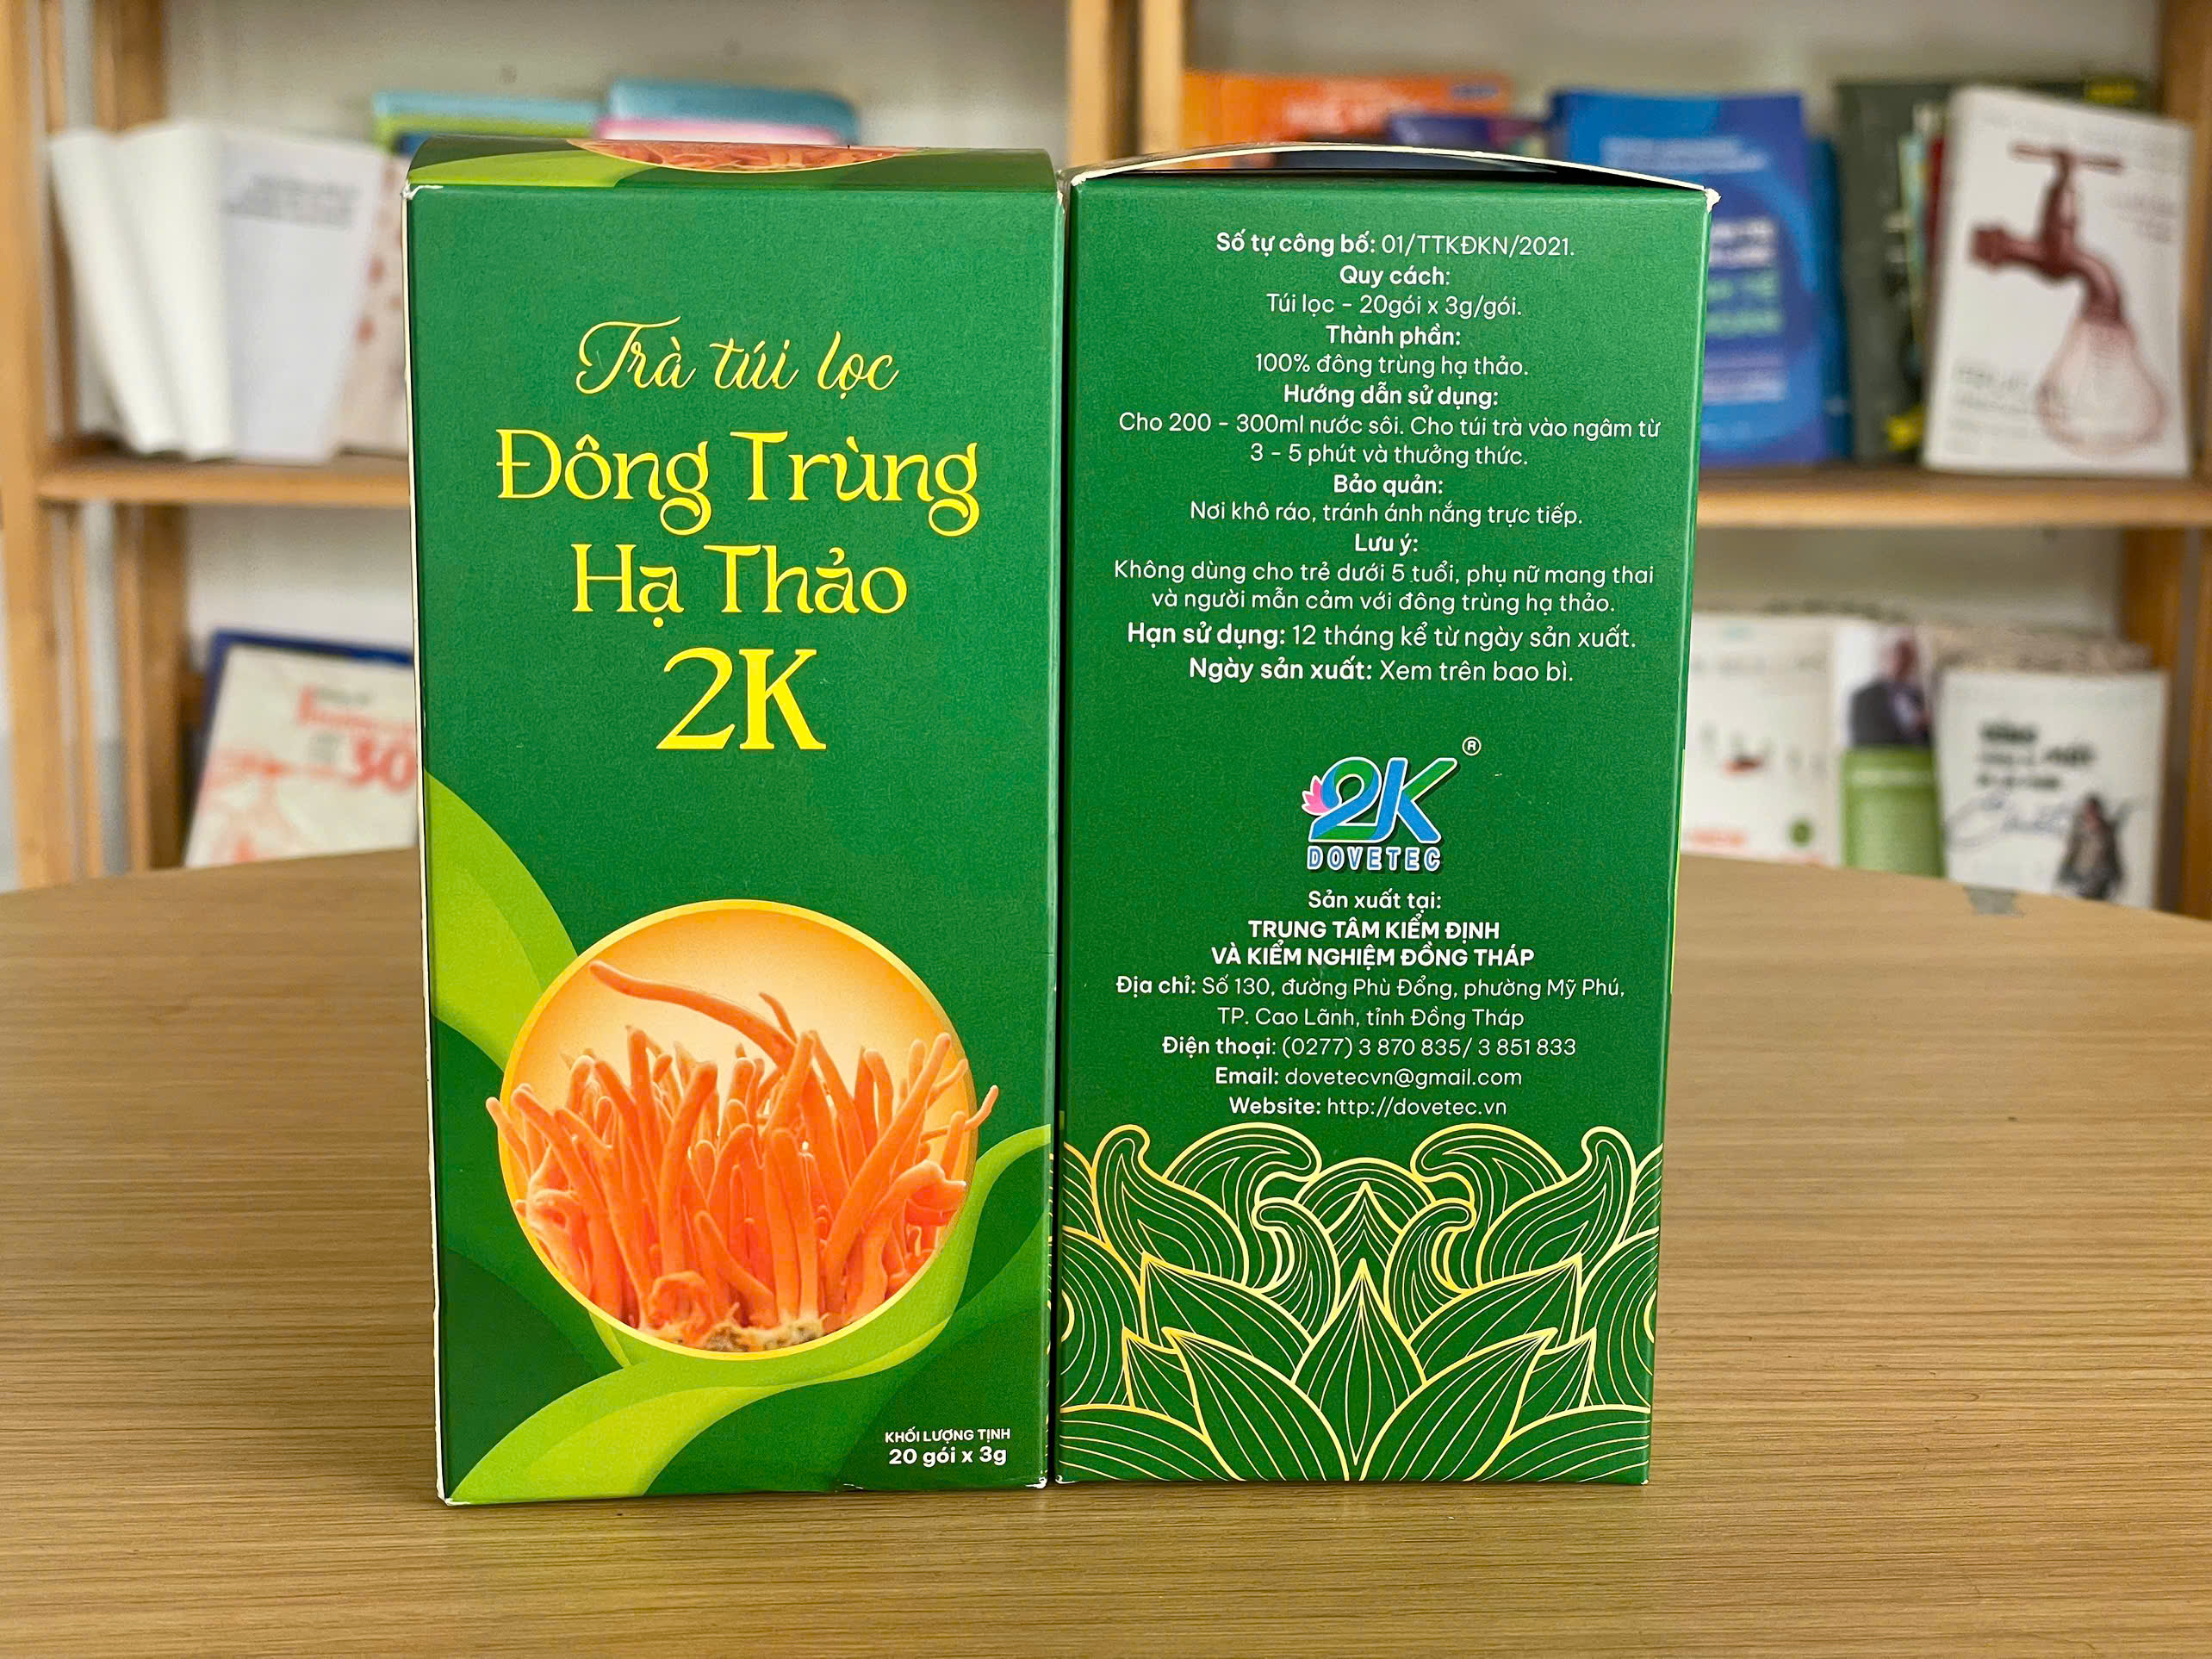 Trà túi lọc
Đông Trùng
Hạ Thảo
2K
KHỐI LƯỢNG TỊNH
20 gói x 3g
Số tự công bố: 01/TTKĐKN/2021.
Quy cách:
Túi lọc - 20gói x 3g/gói.
Thành phần:
100% đông trùng hạ thảo.
Hướng dẫn sử dụng:
Cho 200 - 300ml nước sôi. Cho túi trà vào ngâm từ
3 - 5 phút và thưởng thức.
Bảo quản:
Nơi khô ráo, tránh ánh nắng trực tiếp.
Lưu ý:
Không dùng cho trẻ dưới 5 tuổi, phụ nữ mang thai
và người mẫn cảm với đông trùng hạ thảo.
Hạn sử dụng: 12 tháng kể từ ngày sản xuất.
Ngày sản xuất: Xem trên bao bì.
2K ®
DOVETEC
Sản xuất tại:
TRUNG TÂM KIỂM ĐỊNH
VÀ KIỂM NGHIỆM ĐỒNG THÁP
Địa chỉ: Số 130, đường Phù Đổng, phường Mỹ Phú,
TP. Cao Lãnh, tỉnh Đồng Tháp
Điện thoại: (0277) 3 870 835/ 3 851 833
Email: dovetecvn@gmail.com
Website: http://dovetec.vn
30